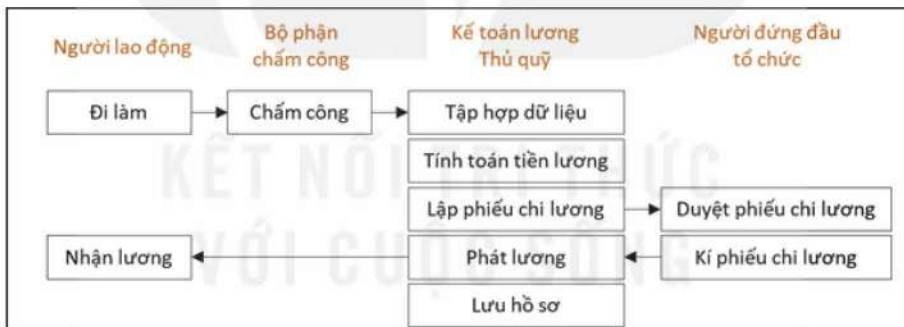 Người lao động
Bộ phận
chấm công
Kế toán lương
Thủ quỹ
Người đứng đầu
tổ chức
Đi làm
Chấm công
Tập hợp dữ liệu
Tính toán tiền lương
Lập phiếu chi lương
Duyệt phiếu chi lương
Nhận lương
Phát lương
Kí phiếu chi lương
Lưu hồ sơ
KẾT NỐI TRI THỨC
VỚI CUỘC SỐNG